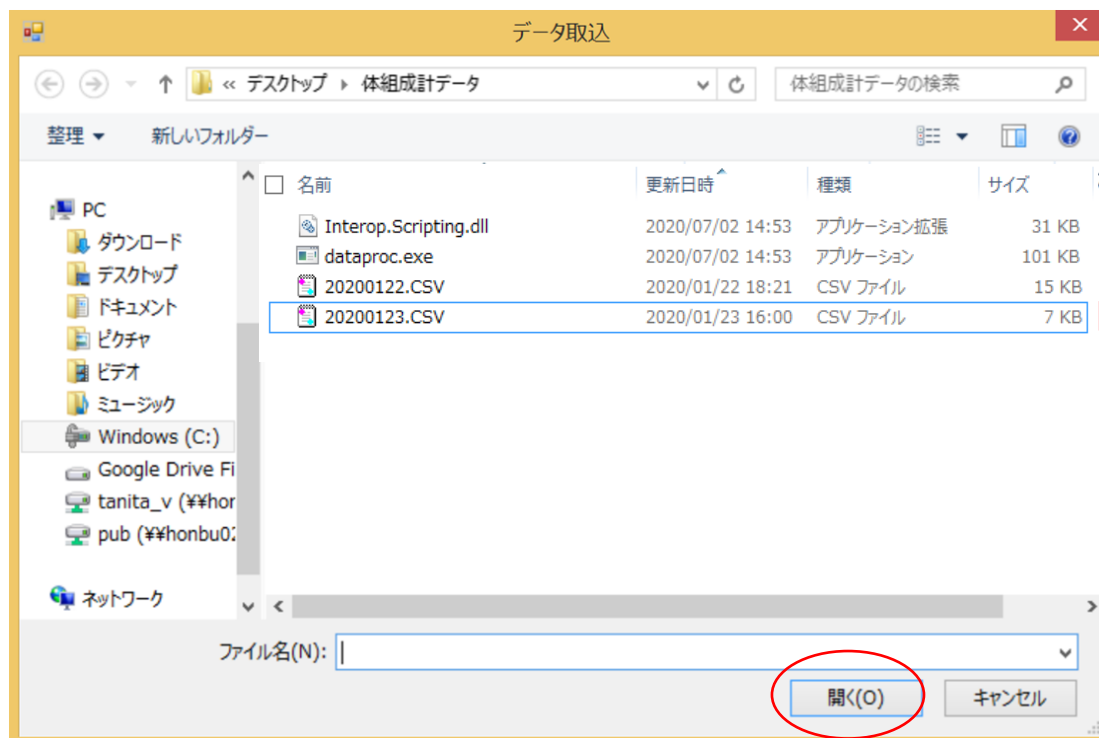 データ取込
« デスクトップ ▸ 体組成計データ
体組成計データの検索
整理
新しいフォルダー
名前 更新日時 種類 サイズ
PC
ダウンロード
デスクトップ
ドキュメント
ピクチャ
ビデオ
ミュージック
Windows (C:)
Google Drive Fi
tanita_v (¥¥hor
pub (¥¥honbu02
ネットワーク
Interop.Scripting.dll 2020/07/02 14:53 アプリケーション拡張 31 KB
dataproc.exe 2020/07/02 14:53 アプリケーション 101 KB
20200122.CSV 2020/01/22 18:21 CSV ファイル 15 KB
20200123.CSV 2020/01/23 16:00 CSV ファイル 7 KB
ファイル名(N):
開く(O) キャンセル